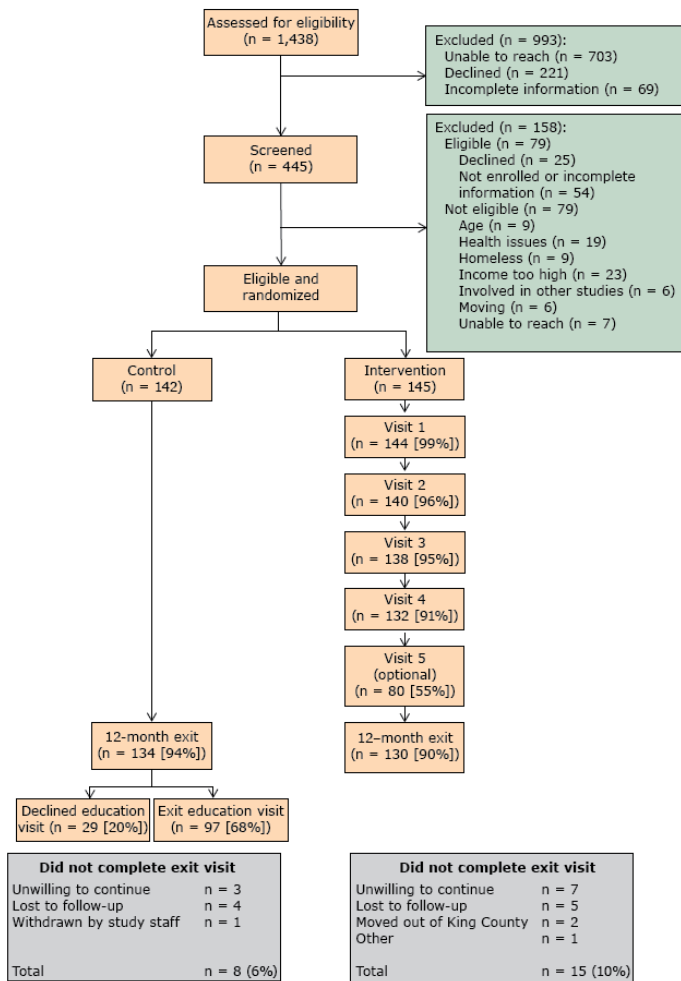 Assessed for eligibility
(n = 1,438)
Excluded (n = 993):
Unable to reach (n = 703)
Declined (n = 221)
Incomplete information (n = 69)
Screened
(n = 445)
Excluded (n = 158):
Eligible (n = 79)
Declined (n = 25)
Not enrolled or incomplete
information (n = 54)
Not eligible (n = 79)
Age (n = 9)
Health issues (n = 19)
Homeless (n = 9)
Income too high (n = 23)
Involved in other studies (n = 6)
Moving (n = 6)
Unable to reach (n = 7)
Eligible and
randomized
Control
(n = 142)
Intervention
(n = 145)
Visit 1
(n = 144 [99%])
Visit 2
(n = 140 [96%])
Visit 3
(n = 138 [95%])
Visit 4
(n = 132 [91%])
Visit 5
(optional)
(n = 80 [55%])
12-month exit
(n = 134 [94%])
12–month exit
(n = 130 [90%])
Declined education
visit (n = 29 [20%])
Exit education visit
(n = 97 [68%])
Did not complete exit visit
Unwilling to continue n = 3
Lost to follow-up n = 4
Withdrawn by study staff n = 1
Total n = 8 (6%)
Did not complete exit visit
Unwilling to continue n = 7
Lost to follow-up n = 5
Moved out of King County n = 2
Other n = 1
Total n = 15 (10%)